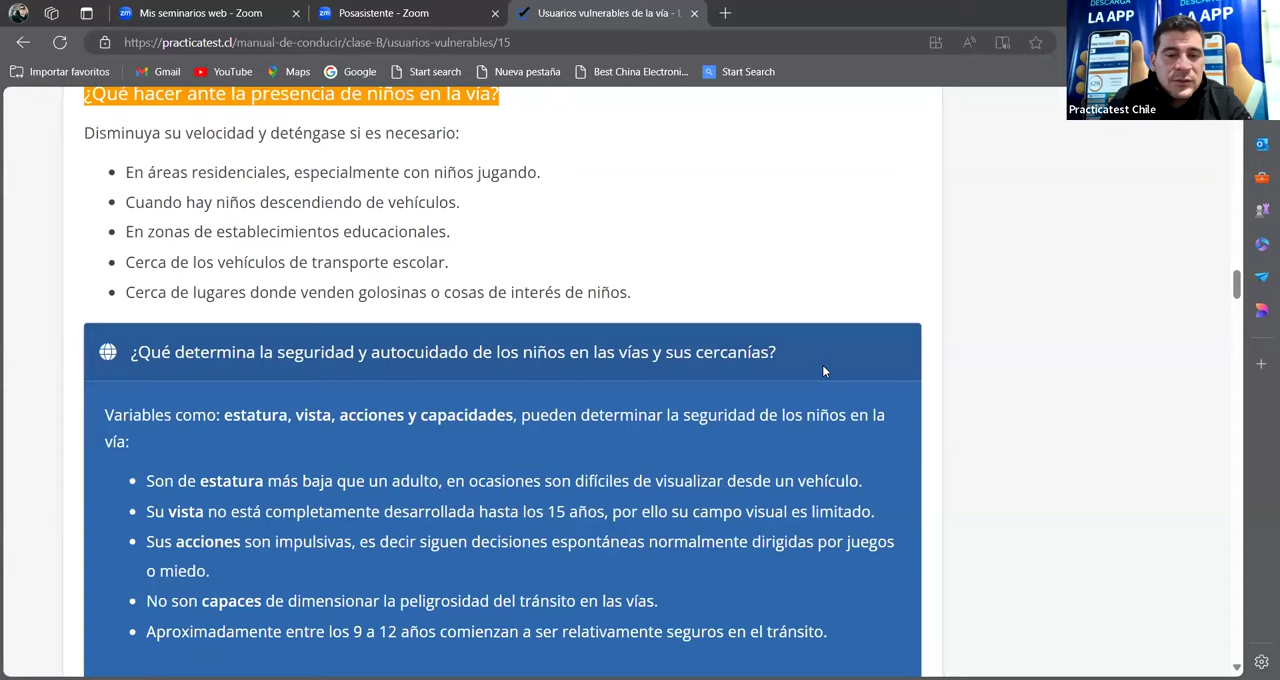 Mis seminarios web - Zoom
Posasistente - Zoom
Usuarios vulnerables de la vía - L
https://practicatest.cl/manual-de-conducir/clase-B/usuarios-vulnerables/15
Importar favoritos
Gmail
YouTube
Maps
Google
Start search
Nueva pestaña
Best China Electroni...
Start Search
DESCARGA
LA APP
LA APP
Practicatest Chile
¿Qué hacer ante la presencia de niños en la vía?
Disminuya su velocidad y deténgase si es necesario:
En áreas residenciales, especialmente con niños jugando.
Cuando hay niños descendiendo de vehículos.
En zonas de establecimientos educacionales.
Cerca de los vehículos de transporte escolar.
Cerca de lugares donde venden golosinas o cosas de interés de niños.
¿Qué determina la seguridad y autocuidado de los niños en las vías y sus cercanías?
Variables como: estatura, vista, acciones y capacidades, pueden determinar la seguridad de los niños en la
vía:
Son de estatura más baja que un adulto, en ocasiones son difíciles de visualizar desde un vehículo.
Su vista no está completamente desarrollada hasta los 15 años, por ello su campo visual es limitado.
Sus acciones son impulsivas, es decir siguen decisiones espontáneas normalmente dirigidas por juegos
o miedo.
No son capaces de dimensionar la peligrosidad del tránsito en las vías.
Aproximadamente entre los 9 a 12 años comienzan a ser relativamente seguros en el tránsito.